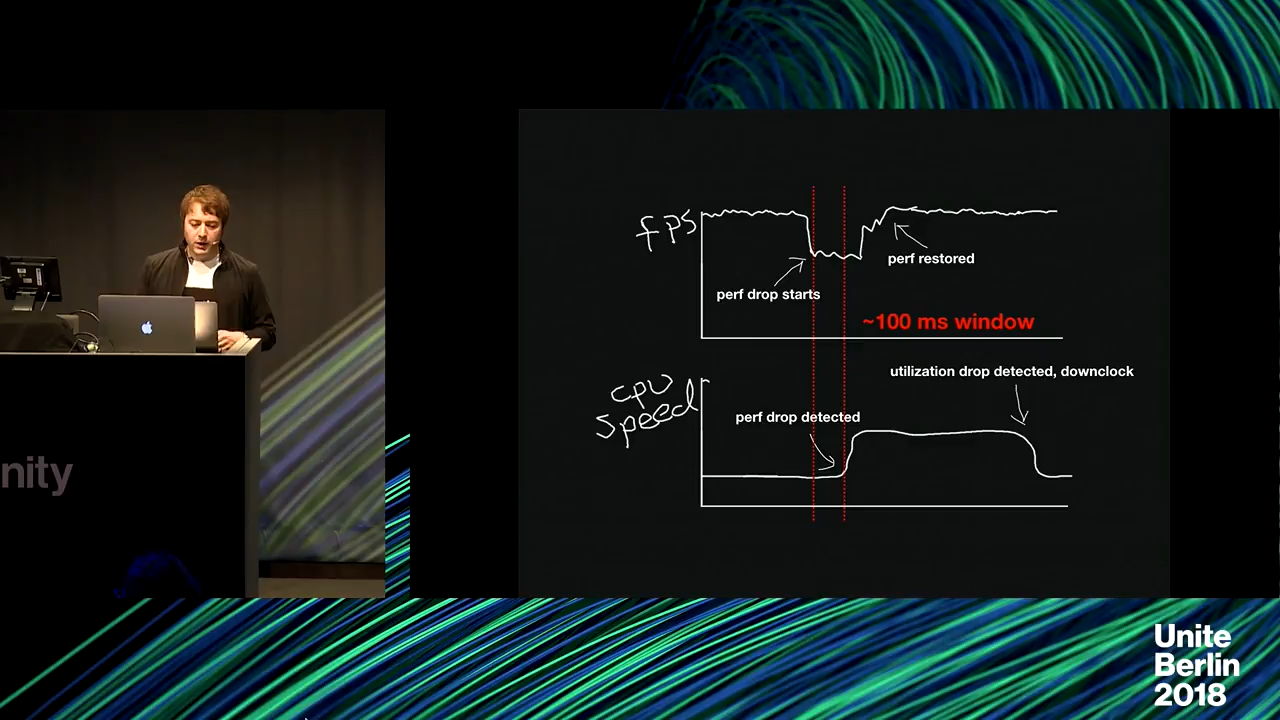 fps
perf restored
perf drop starts
~100 ms window
utilization drop detected, downclock
cpu
speed
perf drop detected
nity
Unite
Berlin
2018